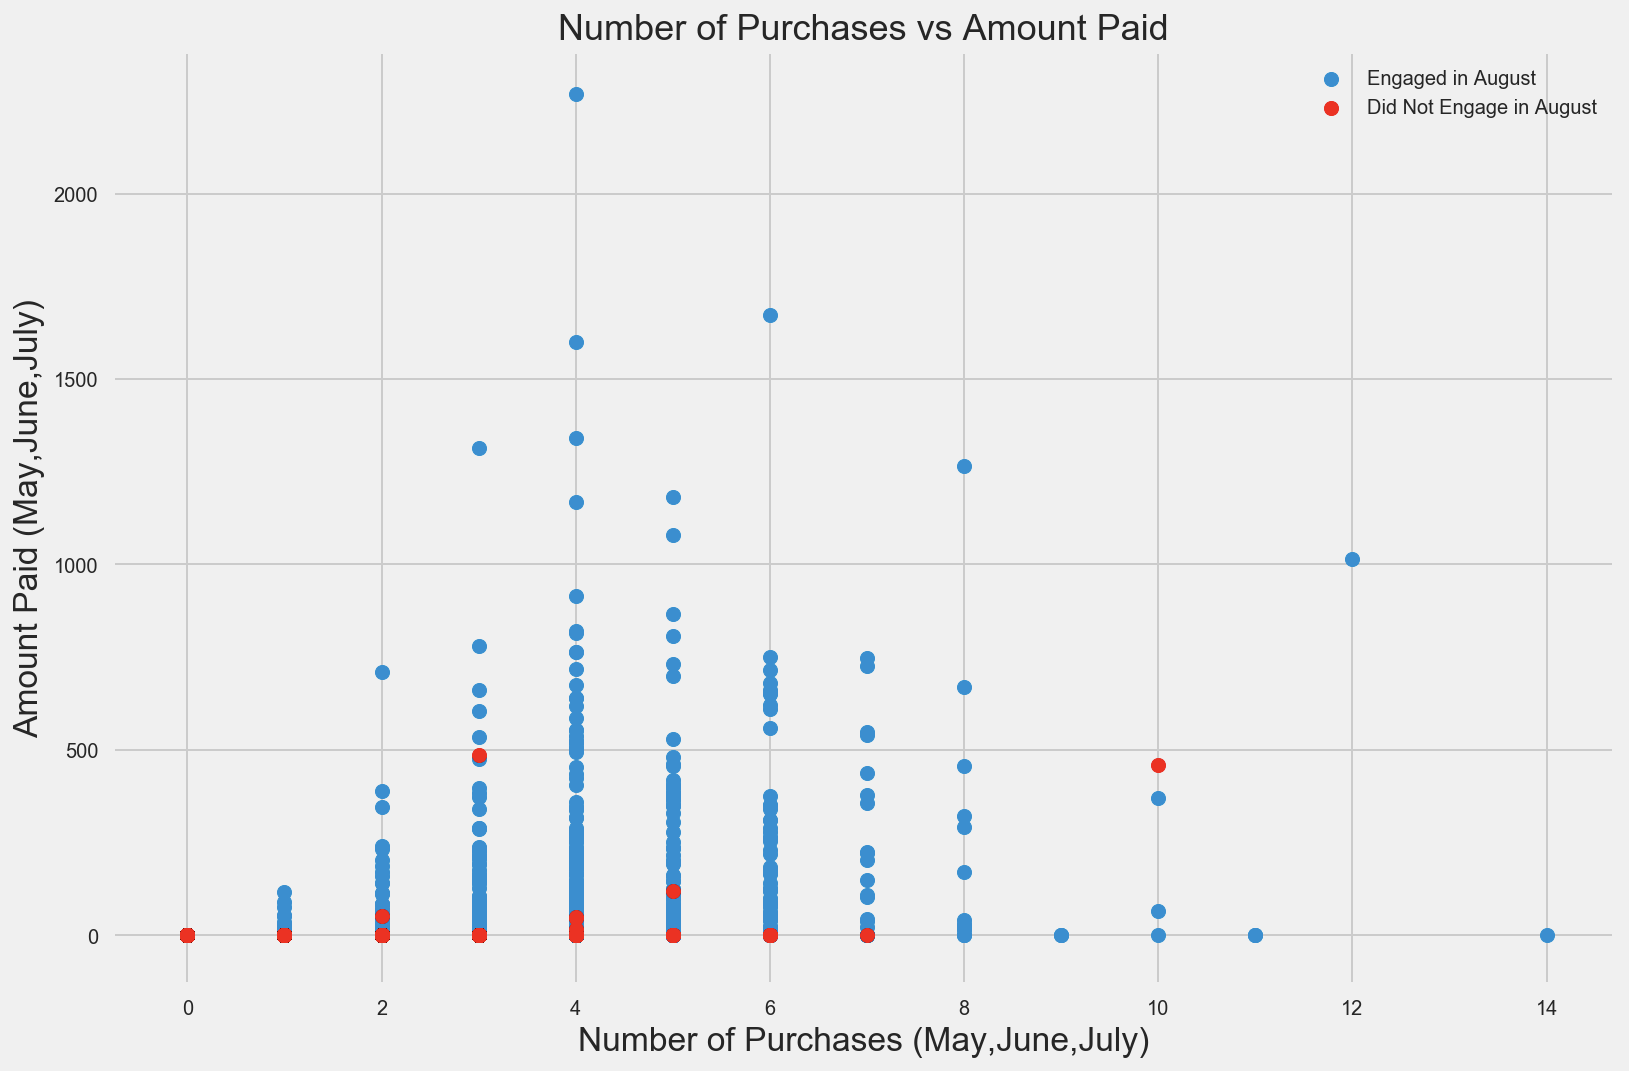 Number of Purchases vs Amount Paid
Engaged in August
Did Not Engage in August
Amount Paid (May,June,July)
2000
1500
1000
500
0
0 2 4 6 8 10 12 14
Number of Purchases (May,June,July)